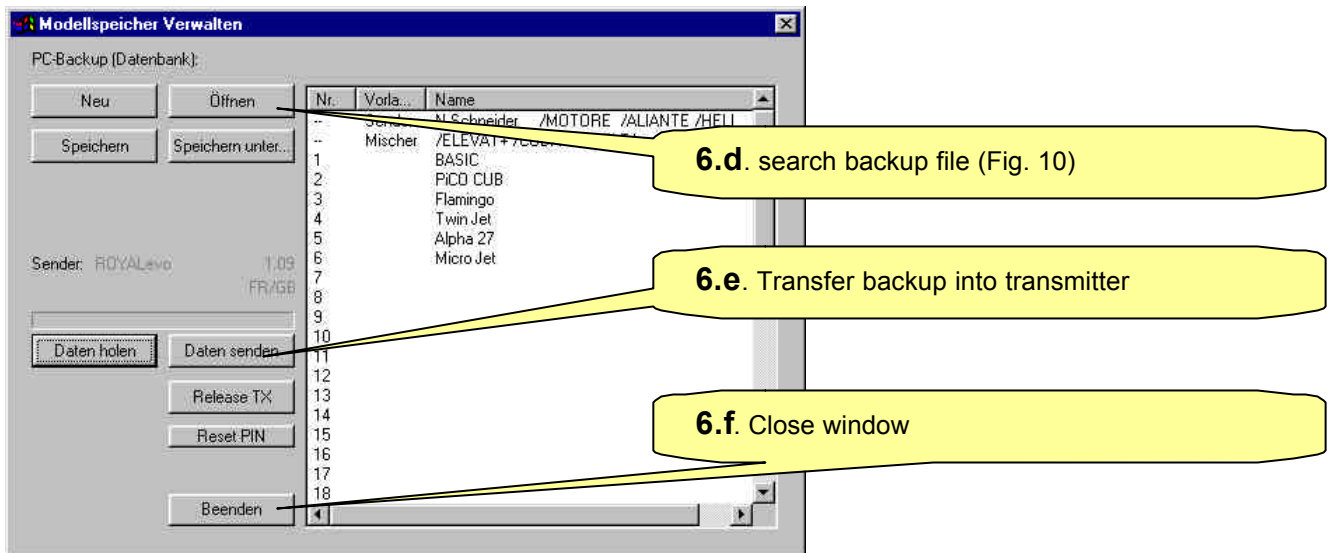 Modellspeicher Verwalten
PC-Backup (Datenbank):
Neu Öffnen
Speichern Speichern unter...
Sender: ROYALevo 1.09
FR/GB
Daten holen Daten senden
Release TX
Reset PIN
Beenden
Nr. Vorla... Name
-- Sender N.Schneider /MOTORE /ALIANTE /HELI
-- Mischer /ELEVAT+
1 BASIC
2 PiCO CUB
3 Flamingo
4 Twin Jet
5 Alpha 27
6 Micro Jet
7
8
9
10
11
12
13
14
15
16
17
18
6.d. search backup file (Fig. 10)
6.e. Transfer backup into transmitter
6.f. Close window